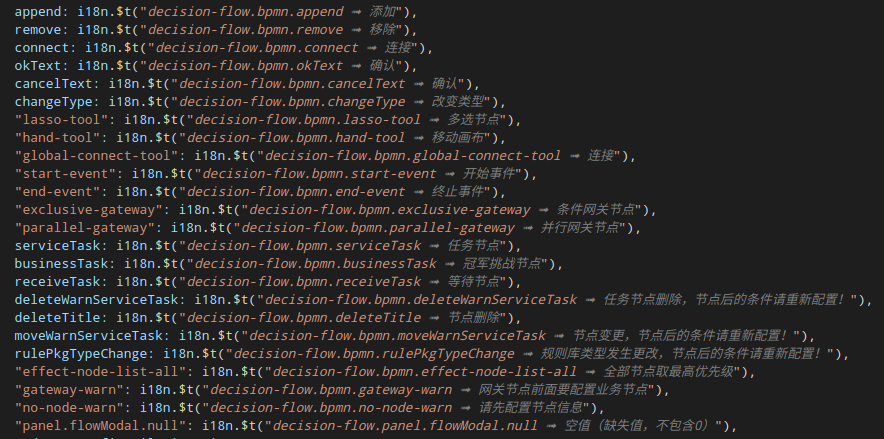 append: i18n.$t("decision-flow.bpmn.append ➟ 添加"),
remove: i18n.$t("decision-flow.bpmn.remove ➟ 移除"),
connect: i18n.$t("decision-flow.bpmn.connect ➟ 连接"),
okText: i18n.$t("decision-flow.bpmn.okText ➟ 确认"),
cancelText: i18n.$t("decision-flow.bpmn.cancelText ➟ 确认"),
changeType: i18n.$t("decision-flow.bpmn.changeType ➟ 改变类型"),
"lasso-tool": i18n.$t("decision-flow.bpmn.lasso-tool ➟ 多选节点"),
"hand-tool": i18n.$t("decision-flow.bpmn.hand-tool ➟ 移动画布"),
"global-connect-tool": i18n.$t("decision-flow.bpmn.global-connect-tool ➟ 连接"),
"start-event": i18n.$t("decision-flow.bpmn.start-event ➟ 开始事件"),
"end-event": i18n.$t("decision-flow.bpmn.end-event ➟ 终止事件"),
"exclusive-gateway": i18n.$t("decision-flow.bpmn.exclusive-gateway ➟ 条件网关节点"),
"parallel-gateway": i18n.$t("decision-flow.bpmn.parallel-gateway ➟ 并行网关节点"),
serviceTask: i18n.$t("decision-flow.bpmn.serviceTask ➟ 任务节点"),
businessTask: i18n.$t("decision-flow.bpmn.businessTask ➟ 冠军挑战节点"),
receiveTask: i18n.$t("decision-flow.bpmn.receiveTask ➟ 等待节点"),
deleteWarnServiceTask: i18n.$t("decision-flow.bpmn.deleteWarnServiceTask ➟ 任务节点删除，节点后的条件请重新配置！"),
deleteTitle: i18n.$t("decision-flow.bpmn.deleteTitle ➟ 节点删除"),
moveWarnServiceTask: i18n.$t("decision-flow.bpmn.moveWarnServiceTask ➟ 节点变更，节点后的条件请重新配置！"),
rulePkgTypeChange: i18n.$t("decision-flow.bpmn.rulePkgTypeChange ➟ 规则库类型发生更改，节点后的条件请重新配置！"),
"effect-node-list-all": i18n.$t("decision-flow.bpmn.effect-node-list-all ➟ 全部节点取最高优先级"),
"gateway-warn": i18n.$t("decision-flow.bpmn.gateway-warn ➟ 网关节点前面要配置业务节点"),
"no-node-warn": i18n.$t("decision-flow.bpmn.no-node-warn ➟ 请先配置节点信息"),
"panel.flowModal.null": i18n.$t("decision-flow.panel.flowModal.null ➟ 空值（缺失值，不包含0）"),